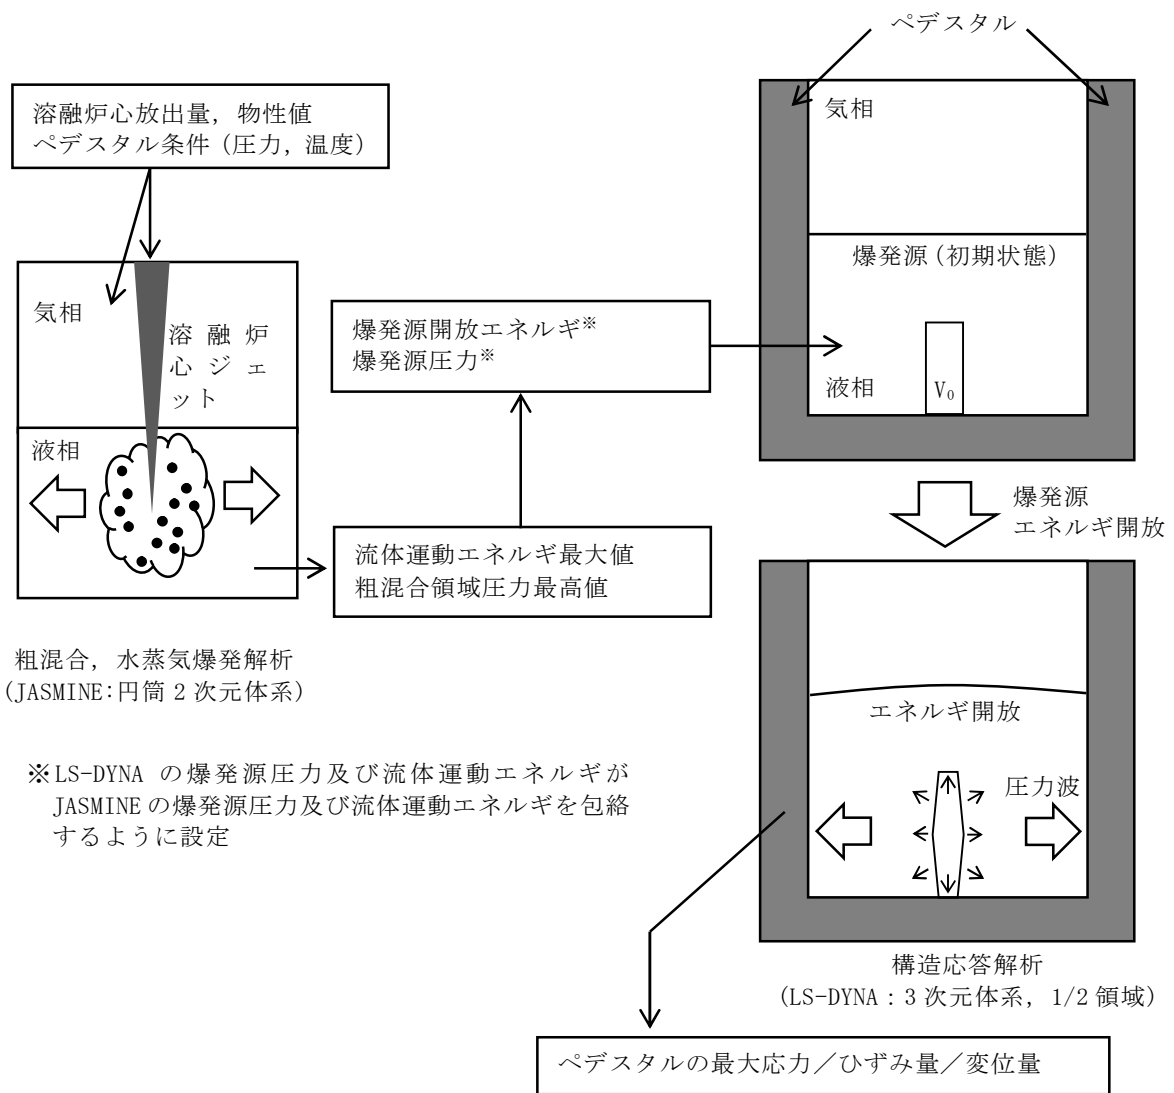 ペデスタル
溶融炉心放出量，物性値
ペデスタル条件（圧力，温度）
気相
溶融炉
心ジェ
ット
液相
粗混合，水蒸気爆発解析
(JASMINE：円筒 2 次元体系）
爆発源開放エネルギ※
爆発源圧力※
流体運動エネルギ最大値
粗混合領域圧力最高値
※LS-DYNA の爆発源圧力及び流体運動エネルギが
JASMINE の爆発源圧力及び流体運動エネルギを包絡
するように設定
気相
爆発源（初期状態）
液相
V₀
爆発源
エネルギ開放
エネルギ開放
圧力波
構造応答解析
(LS-DYNA：3 次元体系，1/2 領域）
ペデスタルの最大応力／ひずみ量／変位量